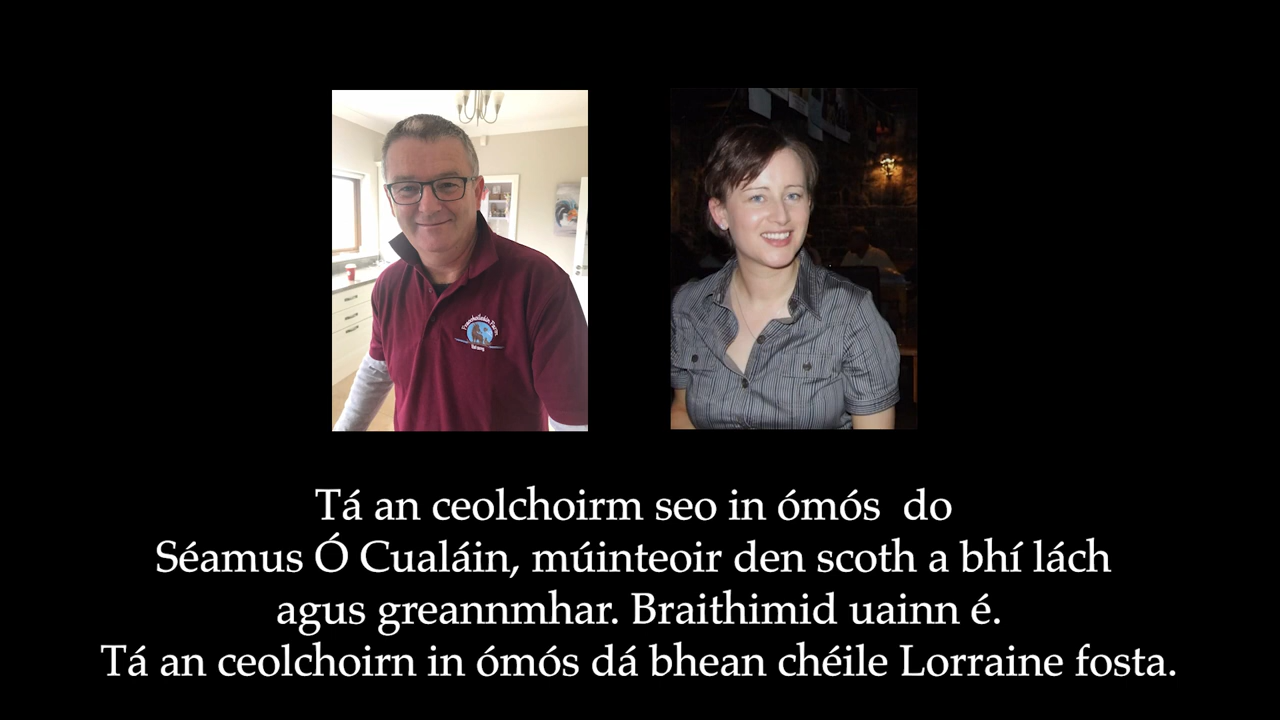 Tá an ceolchoirm seo in ómós  do
Séamus Ó Cualáin, múinteoir den scoth a bhí lách
agus greannmhar. Braithimid uainn é.
Tá an ceolchoirn in ómós dá bhean chéile Lorraine fosta.